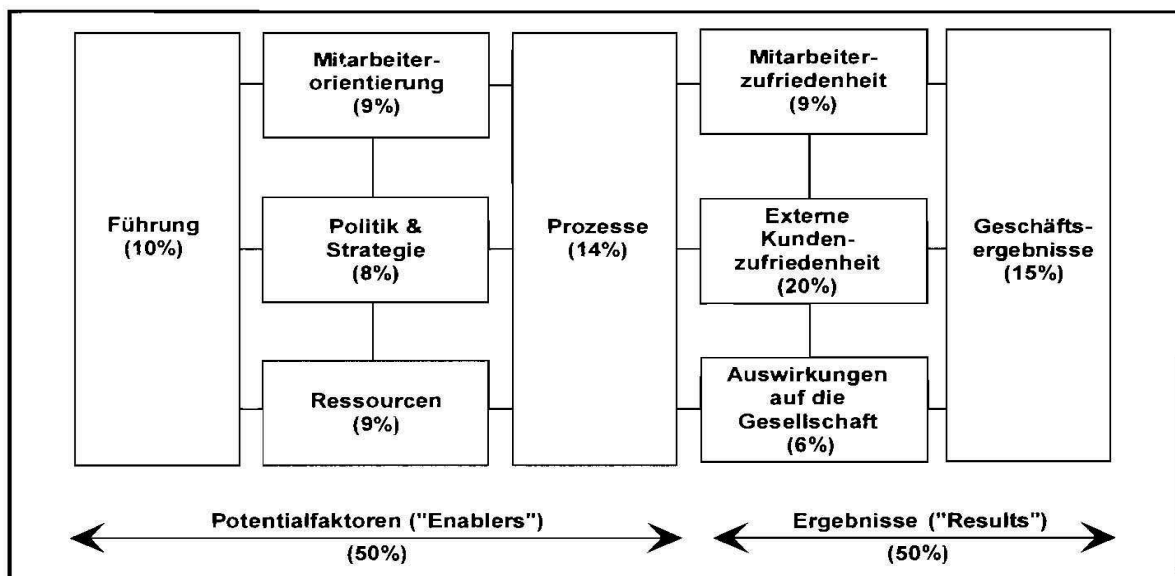 Führung
(10%)
Mitarbeiter-
orientierung
(9%)
Politik &
Strategie
(8%)
Ressourcen
(9%)
Prozesse
(14%)
Mitarbeiter-
zufriedenheit
(9%)
Externe
Kunden-
zufriedenheit
(20%)
Auswirkungen
auf die
Gesellschaft
(6%)
Geschäfts-
ergebnisse
(15%)
Potentialfaktoren ("Enablers")
(50%)
Ergebnisse ("Results")
(50%)